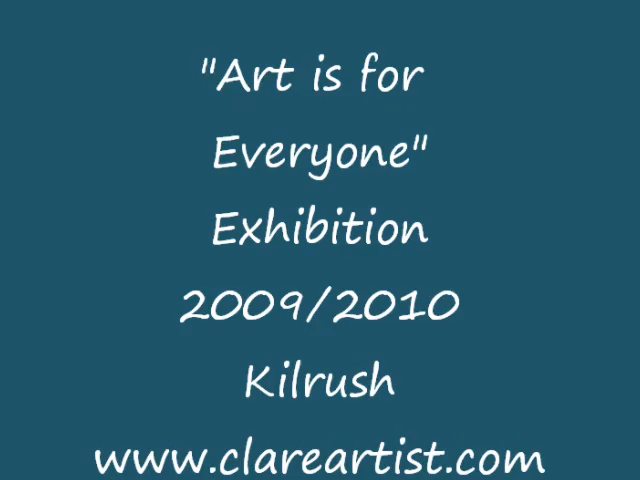 "Art is for
Everyone"
Exhibition
2009/2010
Kilrush
www.clareartist.com